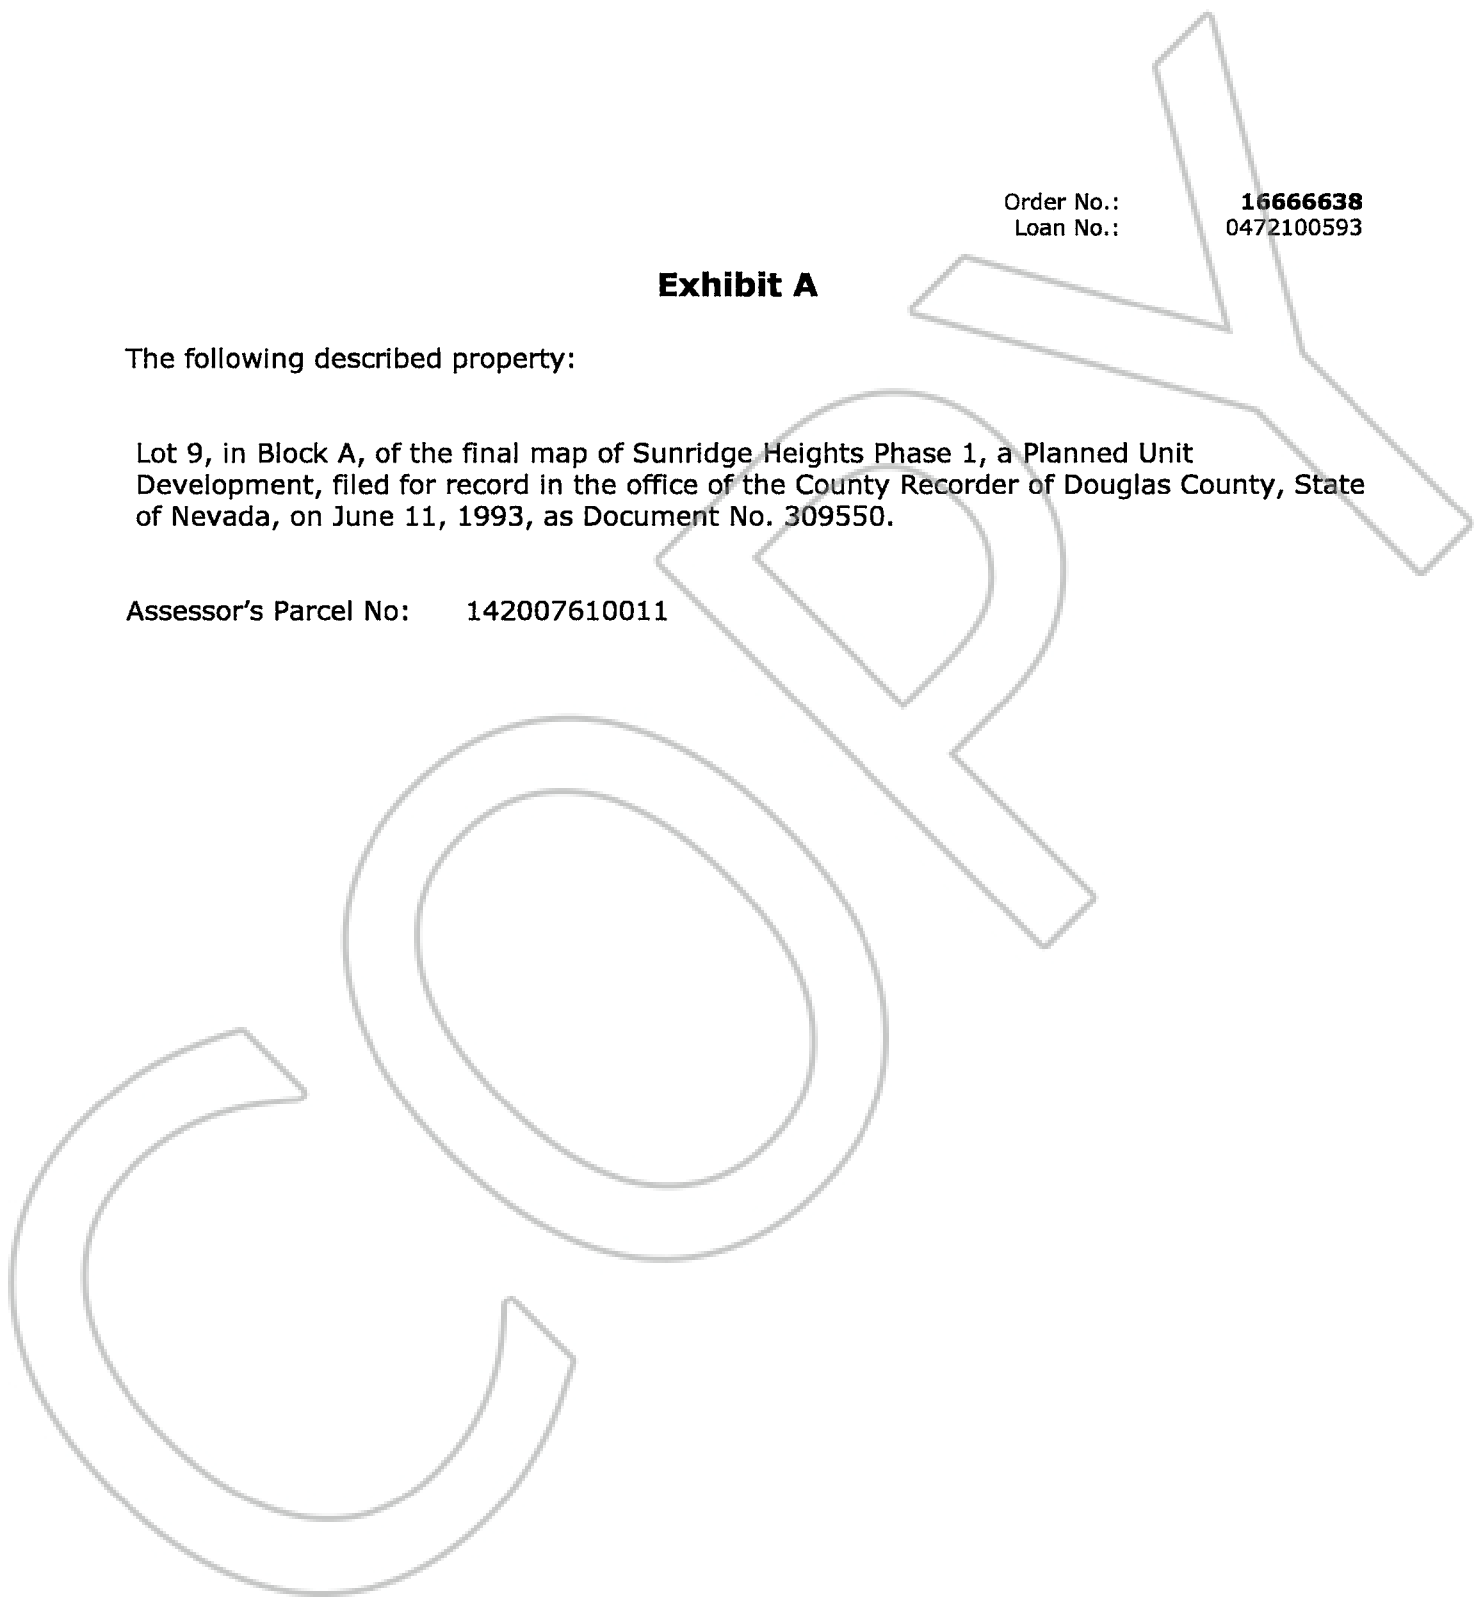 Order No.: 16666638
Loan No.: 0472100593
Exhibit A
The following described property:
Lot 9, in Block A, of the final map of Sunridge Heights Phase 1, a Planned Unit
Development, filed for record in the office of the County Recorder of Douglas County, State
of Nevada, on June 11, 1993, as Document No. 309550.
Assessor's Parcel No: 142007610011
COPY